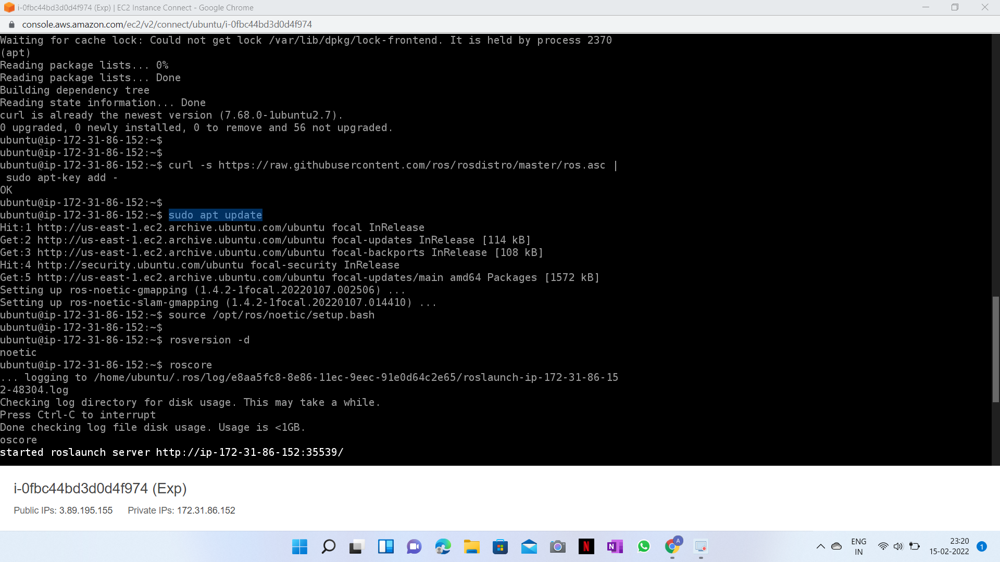 i-0fbc44bd3d0d4f974 (Exp) | EC2 Instance Connect - Google Chrome
console.aws.amazon.com/ec2/v2/connect/ubuntu/i-0fbc44bd3d0d4f974
Waiting for cache lock: Could not get lock /var/lib/dpkg/lock-frontend. It is held by process 2370
(apt)
Reading package lists... 0%
Reading package lists... Done
Building dependency tree
Reading state information... Done
curl is already the newest version (7.68.0-1ubuntu2.7).
0 upgraded, 0 newly installed, 0 to remove and 56 not upgraded.
ubuntu@ip-172-31-86-152:~$
ubuntu@ip-172-31-86-152:~$
ubuntu@ip-172-31-86-152:~$ curl -s https://raw.githubusercontent.com/ros/rosdistro/master/ros.asc |
sudo apt-key add -
OK
ubuntu@ip-172-31-86-152:~$
ubuntu@ip-172-31-86-152:~$ sudo apt update
Hit:1 http://us-east-1.ec2.archive.ubuntu.com/ubuntu focal InRelease
Get:2 http://us-east-1.ec2.archive.ubuntu.com/ubuntu focal-updates InRelease [114 kB]
Get:3 http://us-east-1.ec2.archive.ubuntu.com/ubuntu focal-backports InRelease [108 kB]
Hit:4 http://security.ubuntu.com/ubuntu focal-security InRelease
Get:5 http://us-east-1.ec2.archive.ubuntu.com/ubuntu focal-updates/main amd64 Packages [1572 kB]
Setting up ros-noetic-gmapping (1.4.2-1focal.20220107.002506) ...
Setting up ros-noetic-slam-gmapping (1.4.2-1focal.20220107.014410) ...
ubuntu@ip-172-31-86-152:~$ source /opt/ros/noetic/setup.bash
ubuntu@ip-172-31-86-152:~$
ubuntu@ip-172-31-86-152:~$ rosversion -d
noetic
ubuntu@ip-172-31-86-152:~$ roscore
... logging to /home/ubuntu/.ros/log/e8aa5fc8-8e86-11ec-9eec-91e0d64c2e65/roslaunch-ip-172-31-86-15
2-48304.log
Checking log directory for disk usage. This may take a while.
Press Ctrl-C to interrupt
Done checking log file disk usage. Usage is <1GB.
oscore
started roslaunch server http://ip-172-31-86-152:35539/
i-0fbc44bd3d0d4f974 (Exp)
Public IPs: 3.89.195.155 Private IPs: 172.31.86.152
N
N
A
ENG
IN
23:20
15-02-2022
1